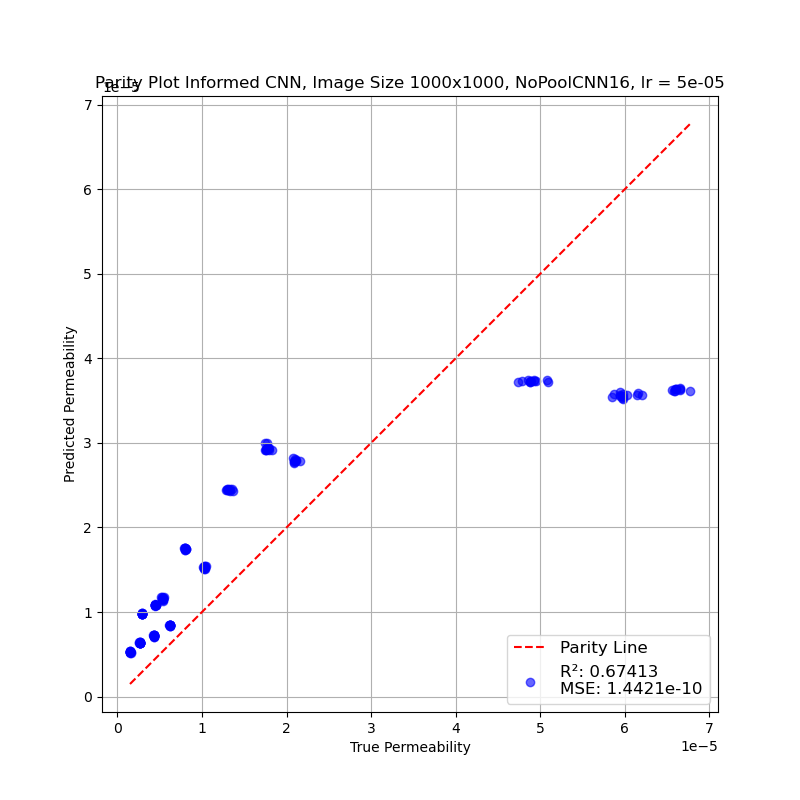 Parity Plot Informed CNN, Image Size 1000x1000, NoPoolCNN16, lr = 5e-05
1e−5
7
6
5
4
3
2
1
0
Predicted Permeability
Parity Line
R²: 0.67413
MSE: 1.4421e-10
0 1 2 3 4 5 6 7
1e−5
True Permeability